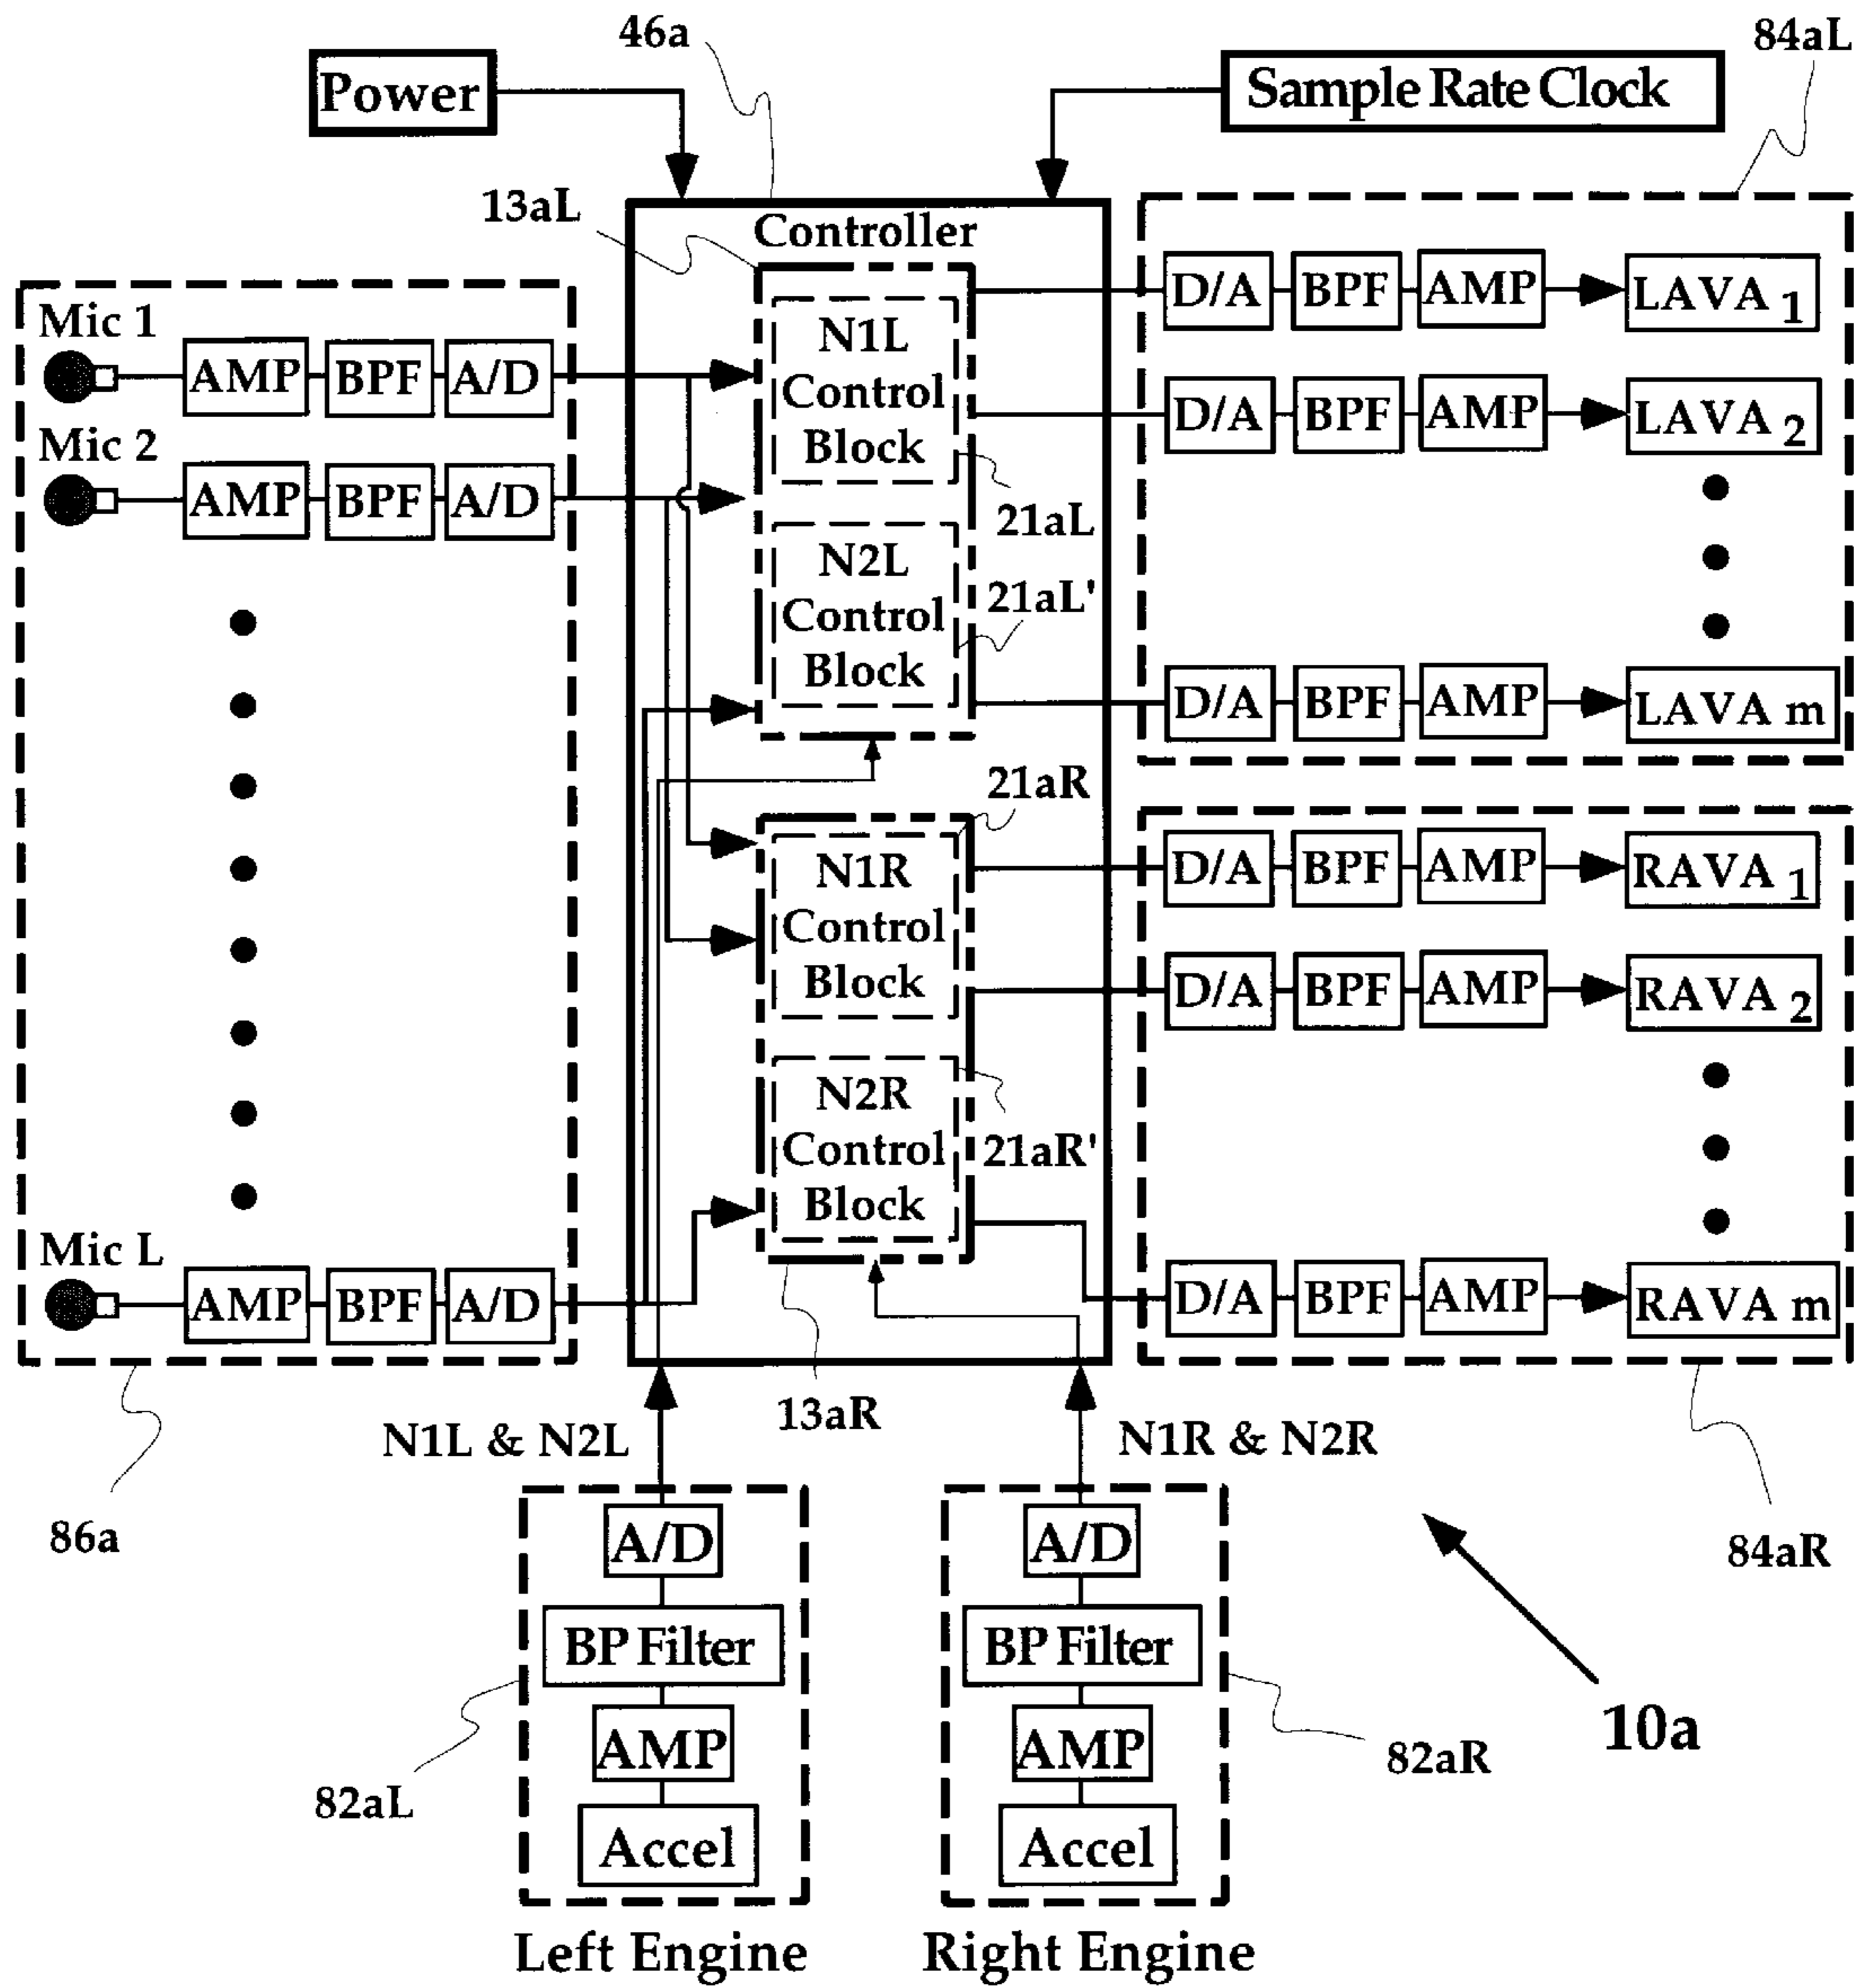 46a
84aL
Power
Sample Rate Clock
13aL
Controller
Mic 1
AMP BPF A/D
Mic 2
AMP BPF A/D
Mic L
AMP BPF A/D
86a
N1L
Control
Block
21aL
N2L
Control
Block
21aL'
21aR
N1R
Control
Block
N2R
Control
Block
21aR'
13aR
D/A BPF AMP LAVA 1
D/A BPF AMP LAVA 2
D/A BPF AMP LAVA m
D/A BPF AMP RAVA 1
D/A BPF AMP RAVA 2
D/A BPF AMP RAVA m
84aR
N1L & N2L
N1R & N2R
A/D
BP Filter
AMP
Accel
82aL
Left Engine
A/D
BP Filter
AMP
Accel
82aR
Right Engine
10a